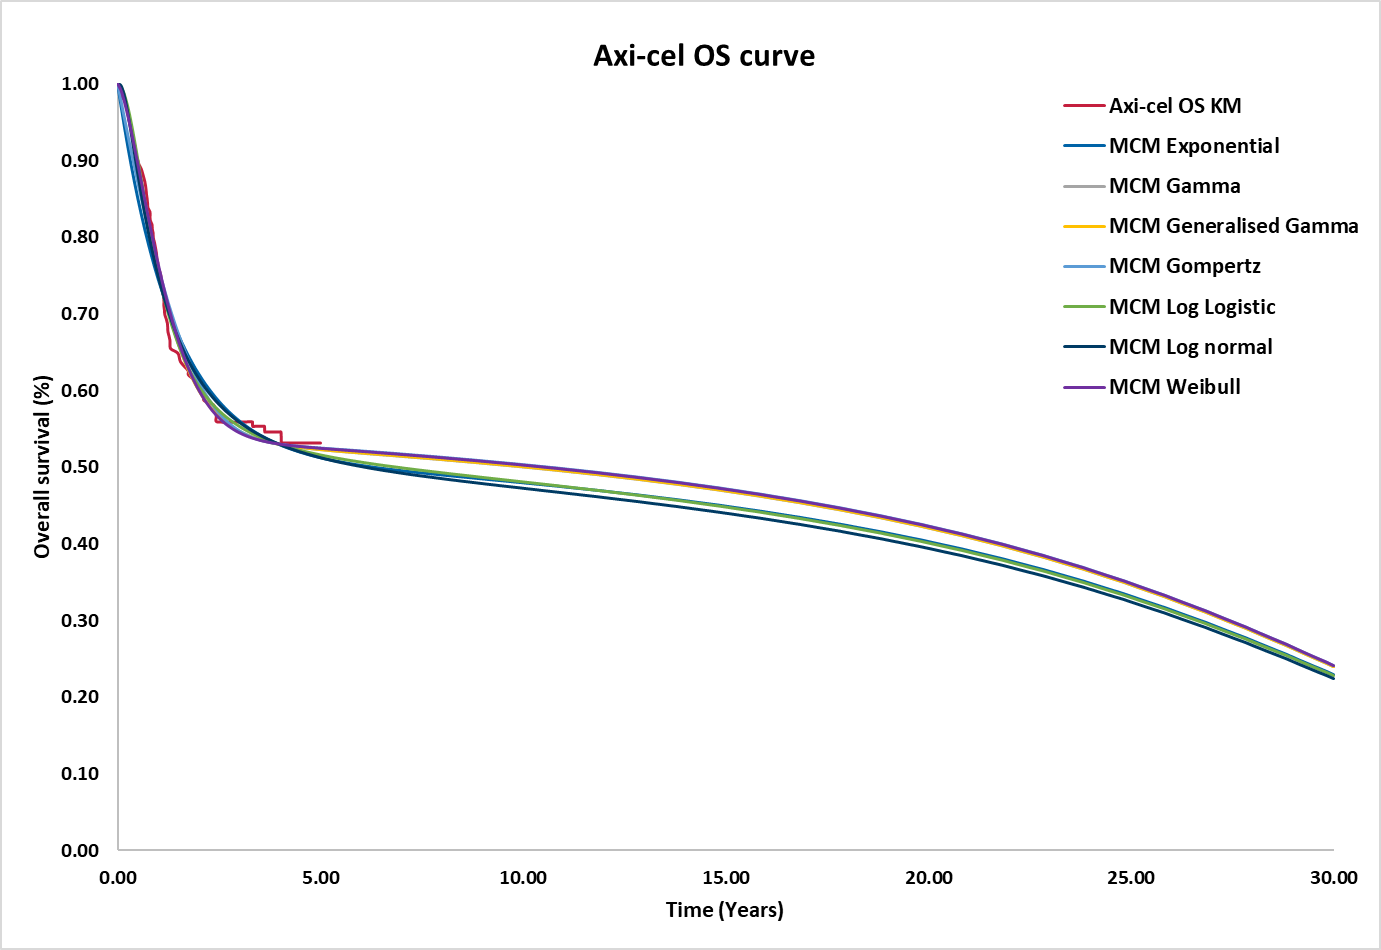 Axi-cel OS curve
Axi-cel OS KM
MCM Exponential
MCM Gamma
MCM Generalised Gamma
MCM Gompertz
MCM Log Logistic
MCM Log normal
MCM Weibull
Overall survival (%)
1.00
0.90
0.80
0.70
0.60
0.50
0.40
0.30
0.20
0.10
0.00
0.00 5.00 10.00 15.00 20.00 25.00 30.00
Time (Years)